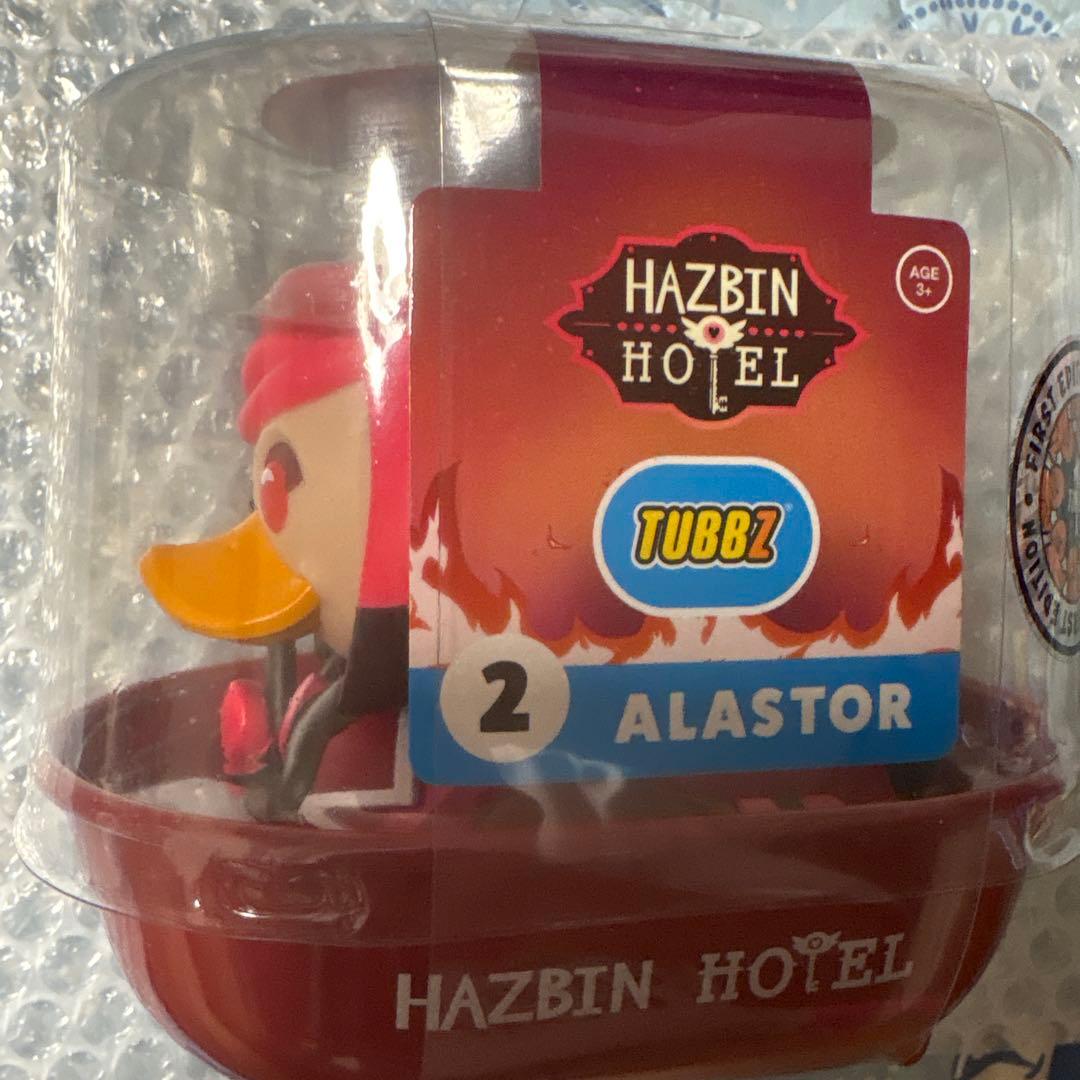 HAZBIN
HOTEL
AGE
3+
TUBBZ
2
ALASTOR
FIRST
EDITION
HAZBIN HOTEL